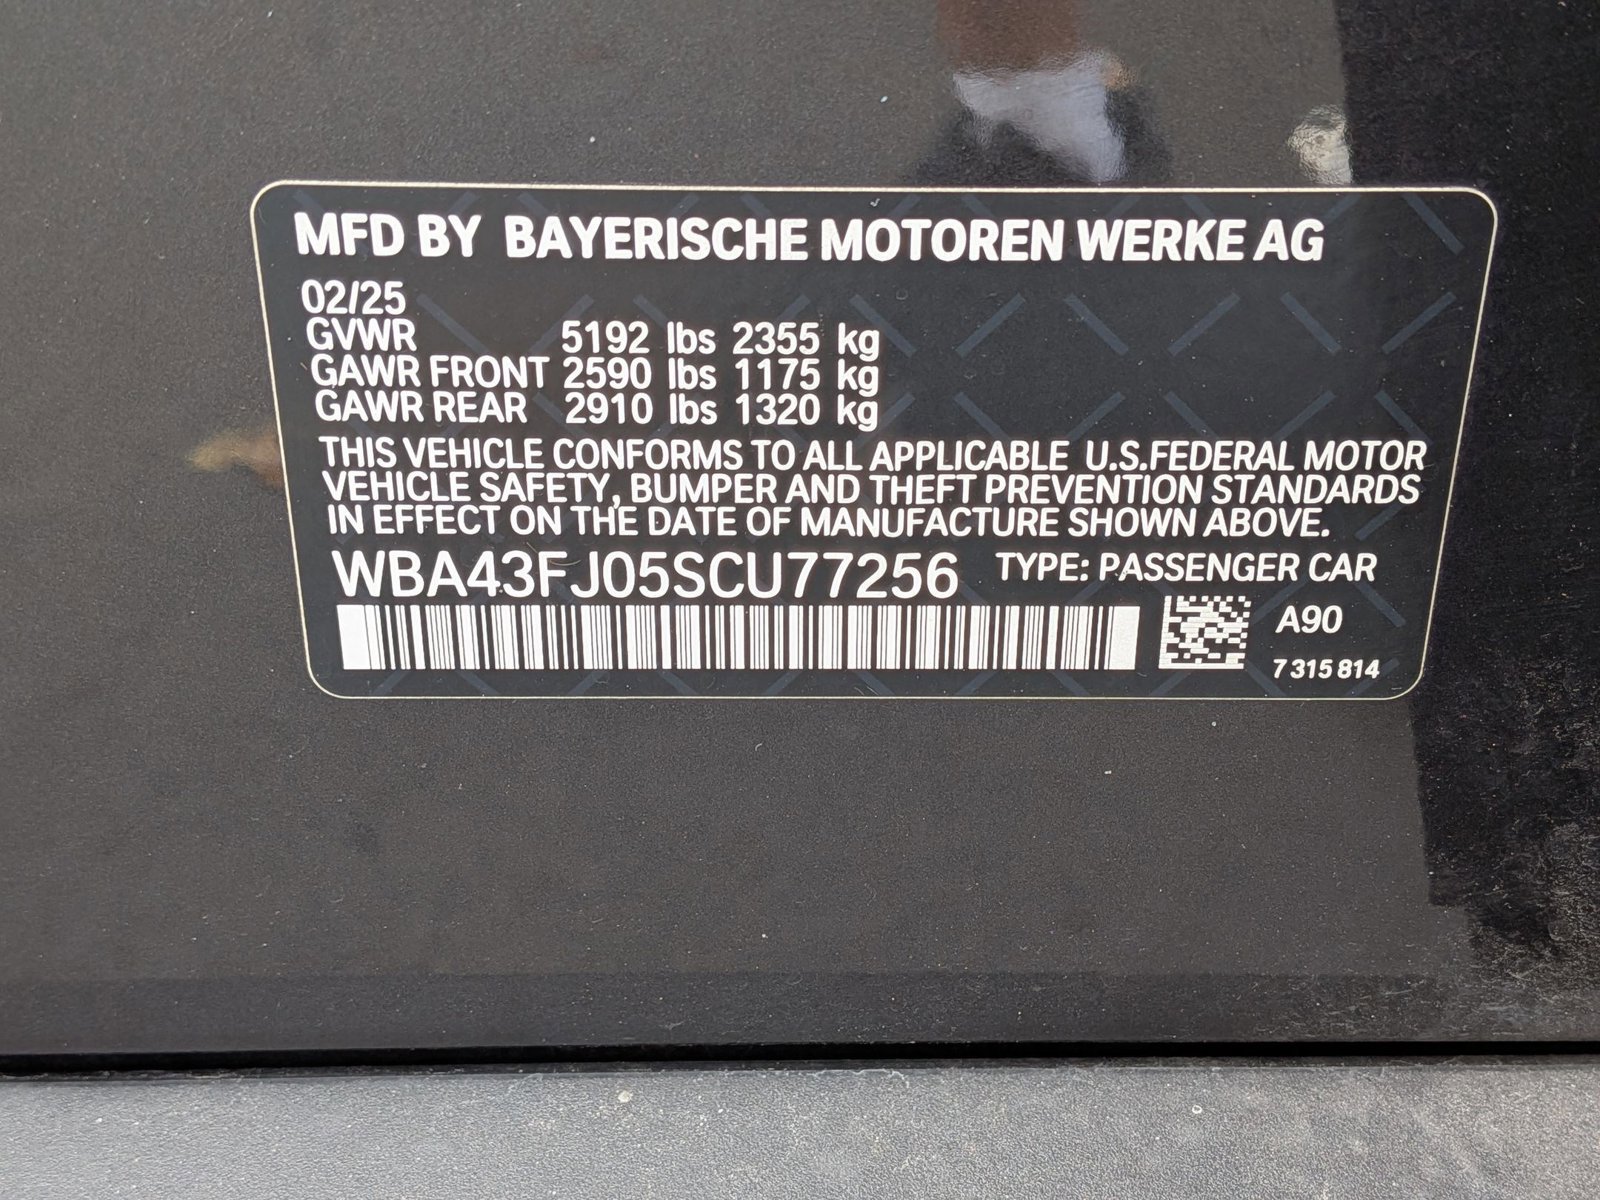 MFD BY BAYERISCHE MOTOREN WERKE AG
02/25
GVWR 5192 lbs 2355 kg
GAWR FRONT 2590 lbs 1175 kg
GAWR REAR 2910 lbs 1320 kg
THIS VEHICLE CONFORMS TO ALL APPLICABLE U.S.FEDERAL MOTOR
VEHICLE SAFETY, BUMPER AND THEFT PREVENTION STANDARDS
IN EFFECT ON THE DATE OF MANUFACTURE SHOWN ABOVE.
WBA43FJ05SCU77256 TYPE: PASSENGER CAR
A90
7 315 814